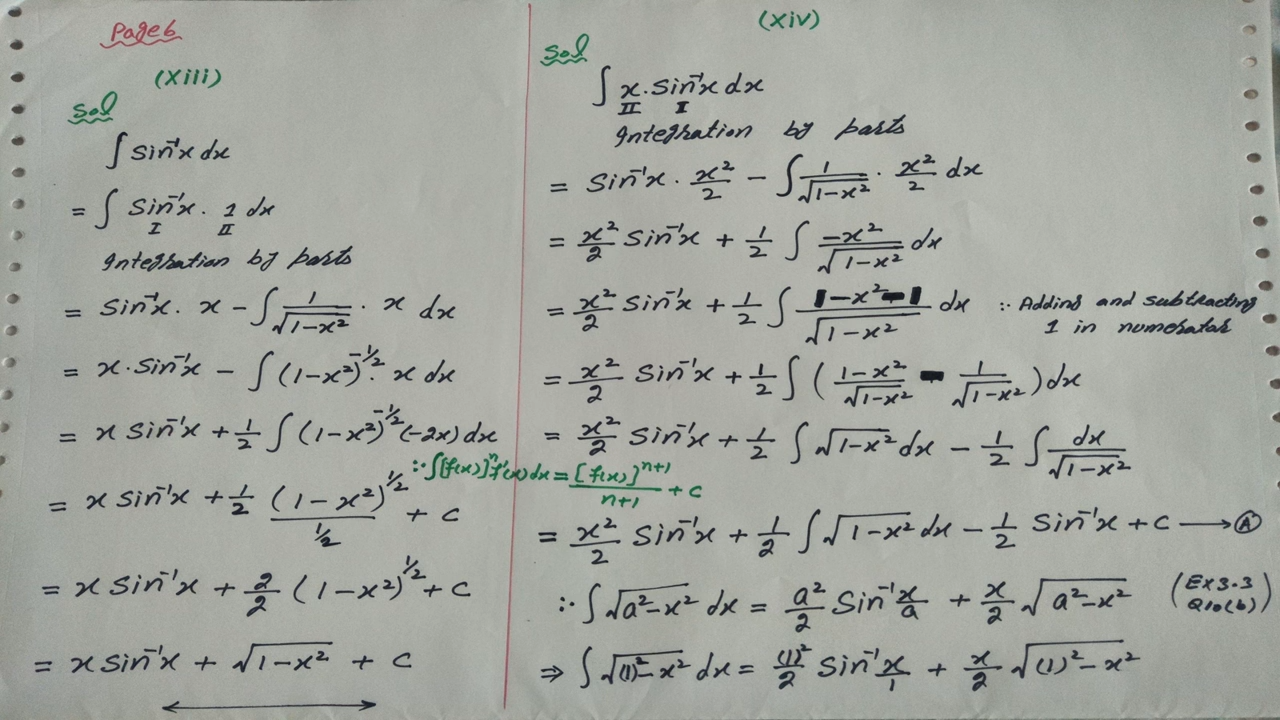 Page 6
(xiii)
Sol
∫ Sin⁻¹x dx
= ∫ Sin⁻¹x . 1 dx
I II
Integration by parts
= Sin⁻¹x . x − ∫ 1/√(1−x²) . x dx
= x . Sin⁻¹x − ∫ (1−x²)^(-1/2) . x dx
= x Sin⁻¹x + 1/2 ∫ (1−x²)^(-1/2) (−2x) dx
∵ ∫[f(x)]ⁿ f'(x) dx = [f(x)]ⁿ⁺¹/(n+1) + c
= x Sin⁻¹x + 1/2 (1−x²)^(1/2)/(1/2) + c
= x Sin⁻¹x + 2/2 (1−x²)^(1/2) + c
= x Sin⁻¹x + √(1−x²) + c
(xiv)
Sol
∫ x . Sin⁻¹x dx
II I
Integration by parts
= Sin⁻¹x . x²/2 − ∫ 1/√(1−x²) . x²/2 dx
= x²/2 Sin⁻¹x + 1/2 ∫ −x²/√(1−x²) dx
= x²/2 Sin⁻¹x + 1/2 ∫ (1−x²−1)/√(1−x²) dx ∵ Adding and subtracting
1 in numerator
= x²/2 Sin⁻¹x + 1/2 ∫ ( (1−x²)/√(1−x²) − 1/√(1−x²) ) dx
= x²/2 Sin⁻¹x + 1/2 ∫ √(1−x²) dx − 1/2 ∫ dx/√(1−x²)
= x²/2 Sin⁻¹x + 1/2 ∫ √(1−x²) dx − 1/2 Sin⁻¹x + c → Ⓐ
∵ ∫ √(a²−x²) dx = a²/2 Sin⁻¹ x/a + x/2 √(a²−x²) (Ex 3.3
Q10(b))
⇒ ∫ √((1)²−x²) dx = (1)²/2 Sin⁻¹ x/1 + x/2 √((1)²−x²)